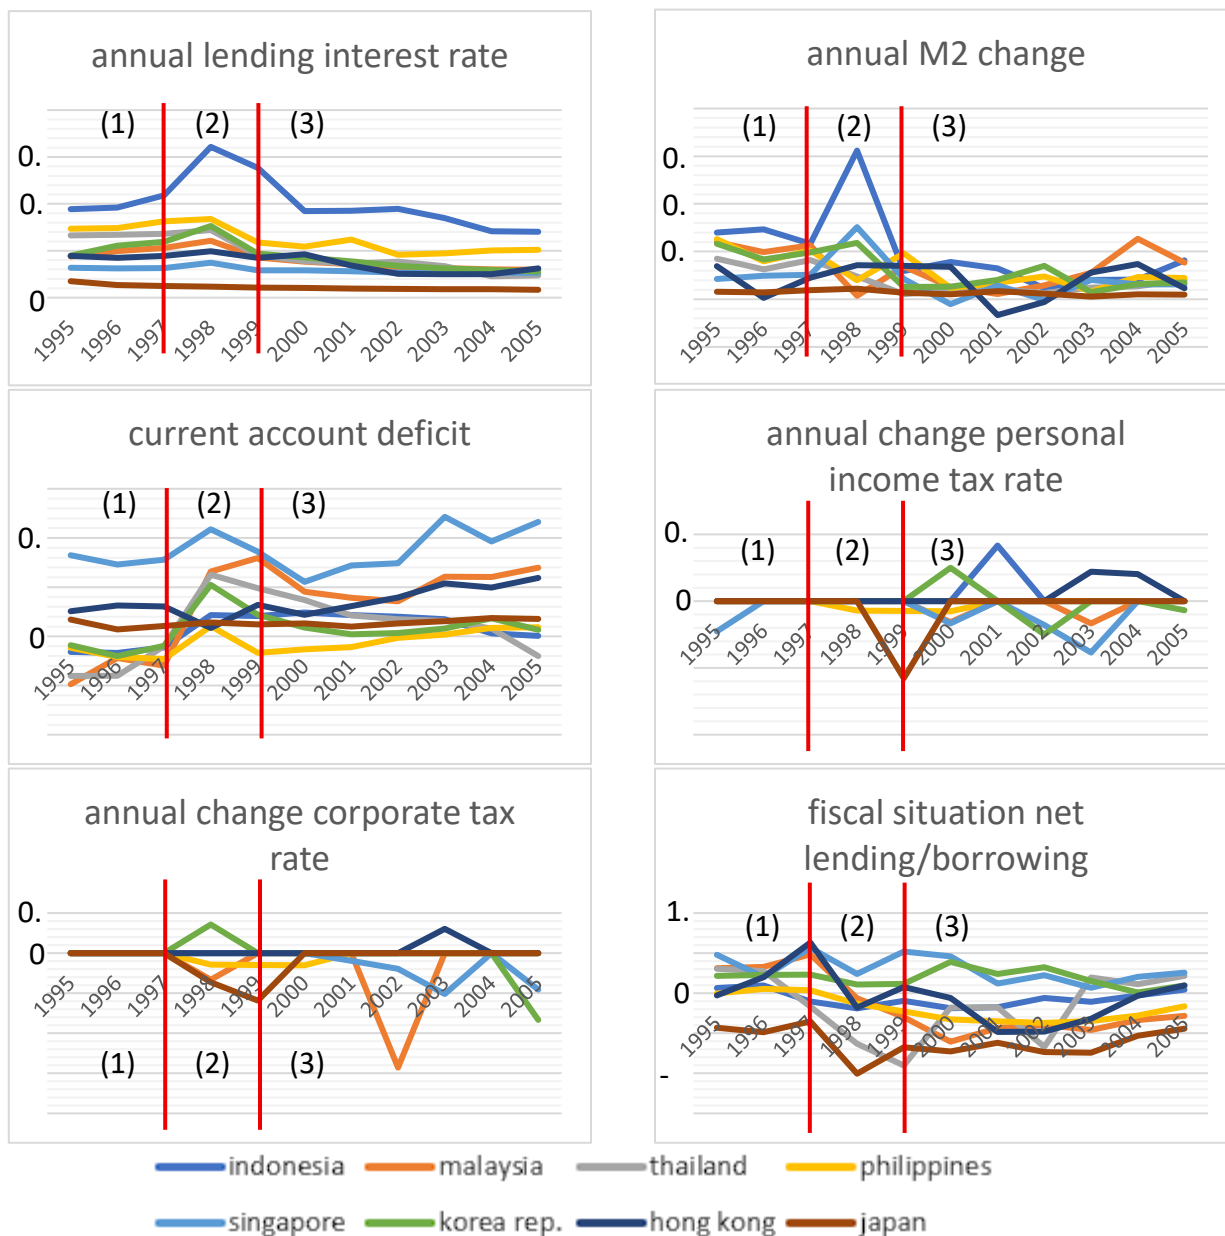 annual lending interest rate
(1) (2) (3)
0.
0.
0
1995 1996 1997 1998 1999 2000 2001 2002 2003 2004 2005
annual M2 change
(1) (2) (3)
0.
0.
0.
1995 1996 1997 1998 1999 2000 2001 2002 2003 2004 2005
current account deficit
(1) (2) (3)
0.
0
1995 1996 1997 1998 1999 2000 2001 2002 2003 2004 2005
annual change personal
income tax rate
0.
(1) (2) (3)
0
1995 1996 1997 1998 1999 2000 2001 2002 2003 2004 2005
annual change corporate tax
rate
0.
0
1995 1996 1997 1998 1999 2000 2001 2002 2003 2004 2005
(1) (2) (3)
fiscal situation net
lending/borrowing
1.
(1) (2) (3)
0
1995 1996 1997 1998 1999 2000 2001 2002 2003 2004 2005
-
indonesia malaysia thailand philippines
singapore korea rep. hong kong japan